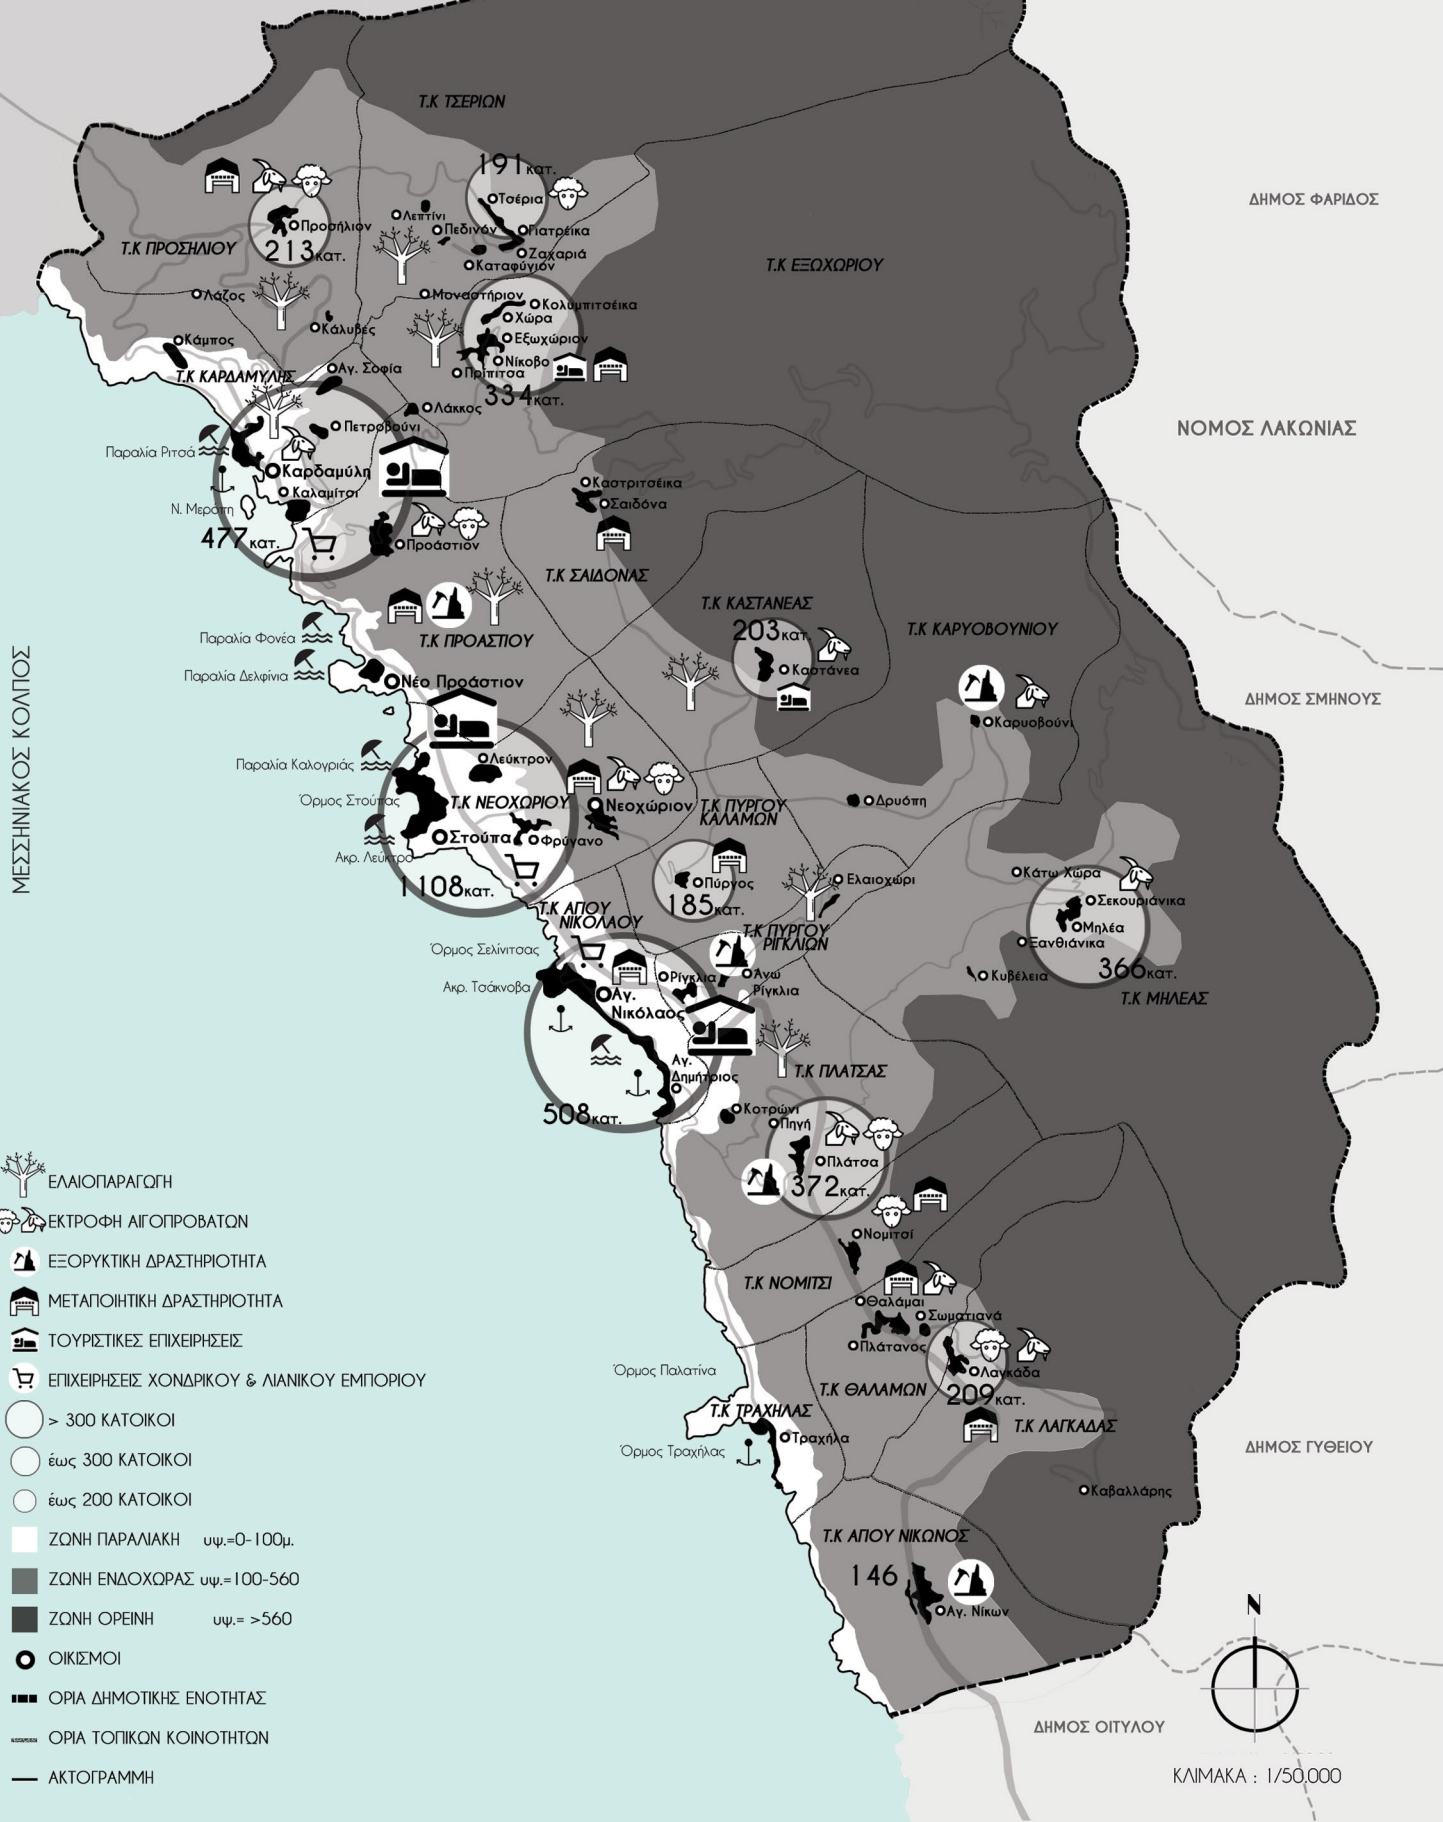 Τ.Κ ΤΣΕΡΙΩΝ
191κατ.
Τσέρια
Λεπτίνι
Πεδινόν
Γιατρέικα
Προσήλιον
213κατ.
Τ.Κ ΠΡΟΣΗΛΙΟΥ
Ζαχαριά
Καταφύγιον
ΔΗΜΟΣ ΦΑΡΙΔΟΣ
Τ.Κ ΕΞΩΧΩΡΙΟΥ
Λάζος
Μοναστήριον
Κολυμπιτσέικα
Χώρα
Κάλυβες
Εξωχώριον
Κάμπος
Νίκοβο
Πρίπιτσα
Αγ. Σοφία
Τ.Κ ΚΑΡΔΑΜΥΛΗΣ
334κατ.
Λάκκος
Πετροβούνι
ΝΟΜΟΣ ΛΑΚΩΝΙΑΣ
Παραλία Ριτσά
Καρδαμύλη
Καλαμίτσι
Ν. Μερόπη
477κατ.
Προάστιον
Καστριτσέικα
Σαιδόνα
Τ.Κ ΣΑΙΔΟΝΑΣ
Τ.Κ ΚΑΣΤΑΝΕΑΣ
203κατ.
Καστάνεα
Τ.Κ ΚΑΡΥΟΒΟΥΝΙΟΥ
Παραλία Φονέα
Τ.Κ ΠΡΟΑΣΤΙΟΥ
Παραλία Δελφίνια
Νέο Προάστιον
ΜΕΣΣΗΝΙΑΚΟΣ ΚΟΛΠΟΣ
ΔΗΜΟΣ ΣΜΗΝΟΥΣ
Καρυοβούνι
Παραλία Καλογριάς
Λεύκτρον
Όρμος Στούπας
Τ.Κ ΝΕΟΧΩΡΙΟΥ
Νεοχώριον
Τ.Κ ΠΥΡΓΟΥ
ΚΑΛΑΜΩΝ
Δρυόπη
Στούπα
Φρύγανο
Ακρ. Λεύκτρο
1108κατ.
Πύργος
185κατ.
Ελαιοχώρι
Κάτω Χώρα
Σεκουριάνικα
Μηλέα
Ξανθιάνικα
366κατ.
Κυβέλεια
Τ.Κ ΜΗΛΕΑΣ
Τ.Κ ΑΓΙΟΥ
ΝΙΚΟΛΑΟΥ
Τ.Κ ΠΥΡΓΟΥ
ΡΙΓΚΛΙΩΝ
Όρμος Σελίνιτσας
Ρίγκλια
Άνω
Ρίγκλια
Ακρ. Τσάκνοβα
Αγ.
Νικόλαος
Αγ.
Δημήτριος
508κατ.
Τ.Κ ΠΛΑΤΣΑΣ
Κοτρώνι
Πηγή
Πλάτσα
372κατ.
Νομιτσί
Τ.Κ ΝΟΜΙΤΣΙ
Θαλάμαι
Σωματιανά
Πλάτανος
Λαγκάδα
209κατ.
Όρμος Παλατίνα
Τ.Κ ΘΑΛΑΜΩΝ
Τ.Κ ΤΡΑΧΗΛΑΣ
Τ.Κ ΛΑΓΚΑΔΑΣ
Τραχήλα
Όρμος Τραχήλας
ΔΗΜΟΣ ΓΥΘΕΙΟΥ
Καβαλλάρης
Τ.Κ ΑΓΙΟΥ ΝΙΚΩΝΟΣ
146
Αγ. Νίκων
ΔΗΜΟΣ ΟΙΤΥΛΟΥ
N
ΚΛΙΜΑΚΑ : 1/50.000
ΕΛΑΙΟΠΑΡΑΓΩΓΗ
ΕΚΤΡΟΦΗ ΑΙΓΟΠΡΟΒΑΤΩΝ
ΕΞΟΡΥΚΤΙΚΗ ΔΡΑΣΤΗΡΙΟΤΗΤΑ
ΜΕΤΑΠΟΙΗΤΙΚΗ ΔΡΑΣΤΗΡΙΟΤΗΤΑ
ΤΟΥΡΙΣΤΙΚΕΣ ΕΠΙΧΕΙΡΗΣΕΙΣ
ΕΠΙΧΕΙΡΗΣΕΙΣ ΧΟΝΔΡΙΚΟΥ & ΛΙΑΝΙΚΟΥ ΕΜΠΟΡΙΟΥ
> 300 ΚΑΤΟΙΚΟΙ
έως 300 ΚΑΤΟΙΚΟΙ
έως 200 ΚΑΤΟΙΚΟΙ
ΖΩΝΗ ΠΑΡΑΛΙΑΚΗ υψ.=0-100μ.
ΖΩΝΗ ΕΝΔΟΧΩΡΑΣ υψ.=100-560
ΖΩΝΗ ΟΡΕΙΝΗ υψ.= >560
ΟΙΚΙΣΜΟΙ
ΟΡΙΑ ΔΗΜΟΤΙΚΗΣ ΕΝΟΤΗΤΑΣ
ΟΡΙΑ ΤΟΠΙΚΩΝ ΚΟΙΝΟΤΗΤΩΝ
ΑΚΤΟΓΡΑΜΜΗ